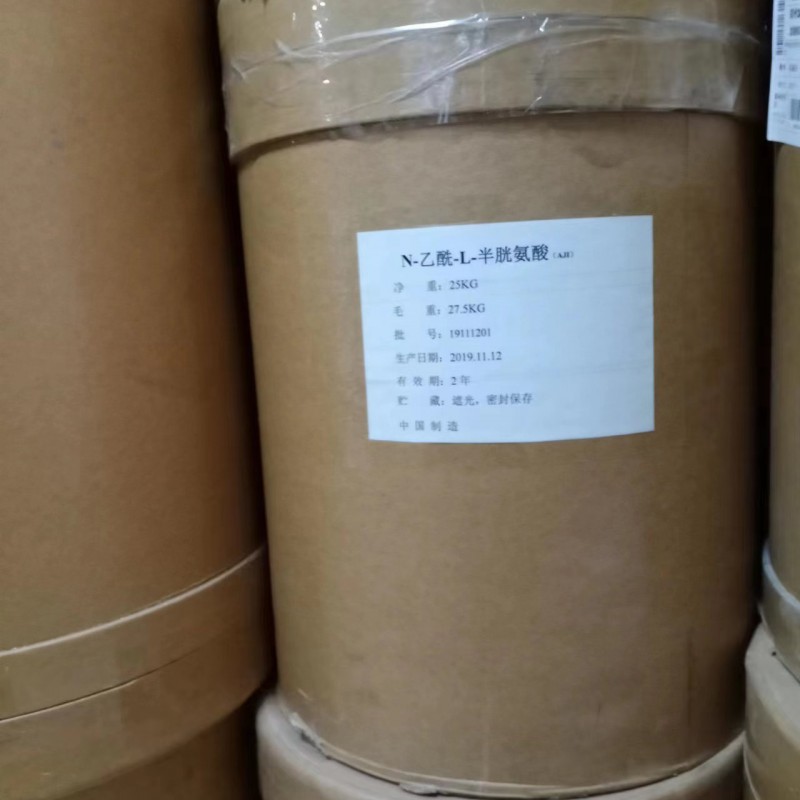 N-乙酰-L-半胱氨酸（AJI）
净 重：25KG
毛 重：27.5KG
批 号：19111201
生产日期：2019.11.12
有 效 期：2 年
贮 藏：遮光，密封保存
中 国 制 造